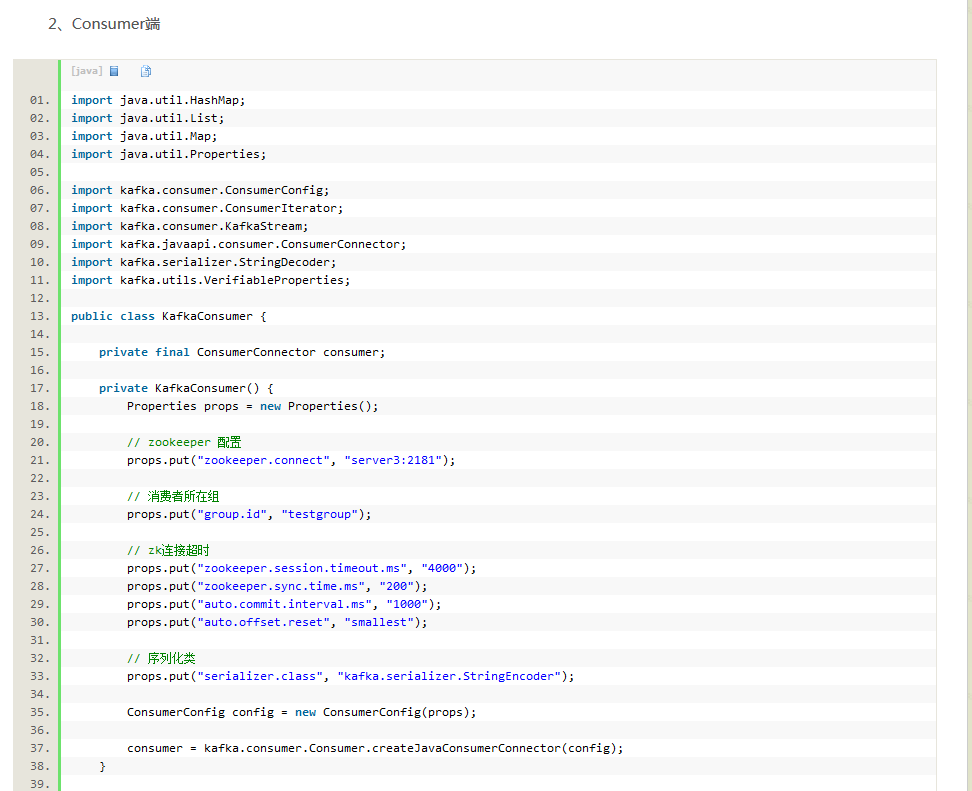 2、Consumer端
[java]
01. import java.util.HashMap;
02. import java.util.List;
03. import java.util.Map;
04. import java.util.Properties;
05.
06. import kafka.consumer.ConsumerConfig;
07. import kafka.consumer.ConsumerIterator;
08. import kafka.consumer.KafkaStream;
09. import kafka.javaapi.consumer.ConsumerConnector;
10. import kafka.serializer.StringDecoder;
11. import kafka.utils.VerifiableProperties;
12.
13. public class KafkaConsumer {
14.
15.     private final ConsumerConnector consumer;
16.
17.     private KafkaConsumer() {
18.         Properties props = new Properties();
19.
20.         // zookeeper 配置
21.         props.put("zookeeper.connect", "server3:2181");
22.
23.         // 消费者所在组
24.         props.put("group.id", "testgroup");
25.
26.         // zk连接超时
27.         props.put("zookeeper.session.timeout.ms", "4000");
28.         props.put("zookeeper.sync.time.ms", "200");
29.         props.put("auto.commit.interval.ms", "1000");
30.         props.put("auto.offset.reset", "smallest");
31.
32.         // 序列化类
33.         props.put("serializer.class", "kafka.serializer.StringEncoder");
34.
35.         ConsumerConfig config = new ConsumerConfig(props);
36.
37.         consumer = kafka.consumer.Consumer.createJavaConsumerConnector(config);
38.     }
39.